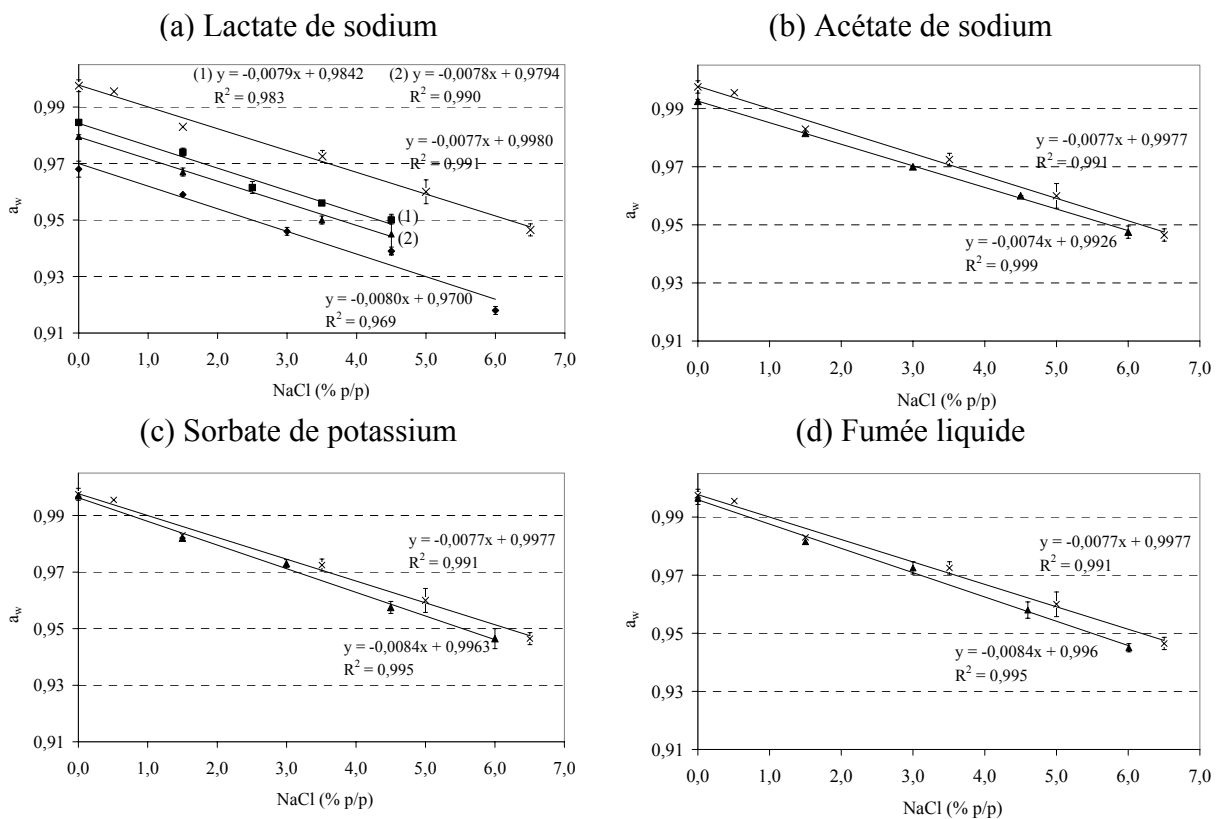 (a) Lactate de sodium
(1) y = -0,0079x + 0,9842
R² = 0,983
(2) y = -0,0078x + 0,9794
R² = 0,990
y = -0,0077x + 0,9980
R² = 0,991
(1)
(2)
y = -0,0080x + 0,9700
R² = 0,969
0,99
0,97
0,95
0,93
0,91
a_w
0,0 1,0 2,0 3,0 4,0 5,0 6,0 7,0
NaCl (% p/p)
(b) Acétate de sodium
y = -0,0077x + 0,9977
R² = 0,991
y = -0,0074x + 0,9926
R² = 0,999
0,99
0,97
0,95
0,93
0,91
a_w
0,0 1,0 2,0 3,0 4,0 5,0 6,0 7,0
NaCl (% p/p)
(c) Sorbate de potassium
y = -0,0077x + 0,9977
R² = 0,991
y = -0,0084x + 0,9963
R² = 0,995
0,99
0,97
0,95
0,93
0,91
a_w
0,0 1,0 2,0 3,0 4,0 5,0 6,0 7,0
NaCl (% p/p)
(d) Fumée liquide
y = -0,0077x + 0,9977
R² = 0,991
y = -0,0084x + 0,996
R² = 0,995
0,99
0,97
0,95
0,93
0,91
a_w
0,0 1,0 2,0 3,0 4,0 5,0 6,0 7,0
NaCl (% p/p)